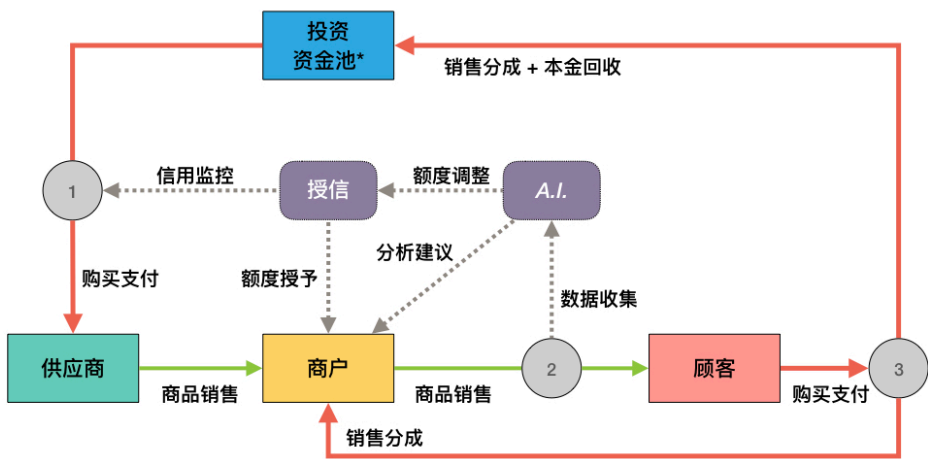 投资
资金池*
销售分成 + 本金回收
1
信用监控
授信
额度调整
A.I.
购买支付
额度授予
分析建议
数据收集
供应商
商品销售
商户
商品销售
2
顾客
购买支付
3
销售分成